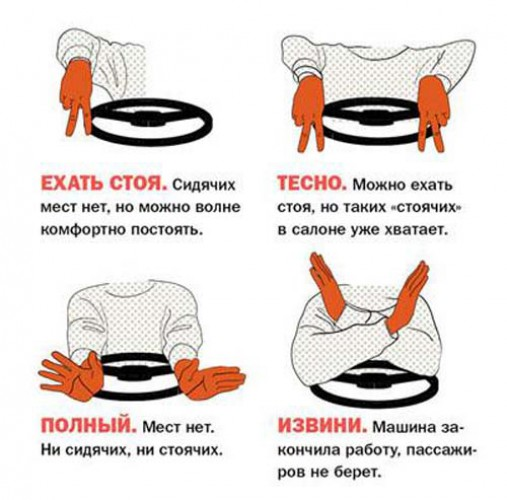 ЕХАТЬ СТОЯ. Сидячих
мест нет, но можно волне
комфортно постоять.
ТЕСНО. Можно ехать
стоя, но таких «стоячих»
в салоне уже хватает.
ПОЛНЫЙ. Мест нет.
Ни сидячих, ни стоячих.
ИЗВИНИ. Машина за-
кончила работу, пассажи-
ров не берет.